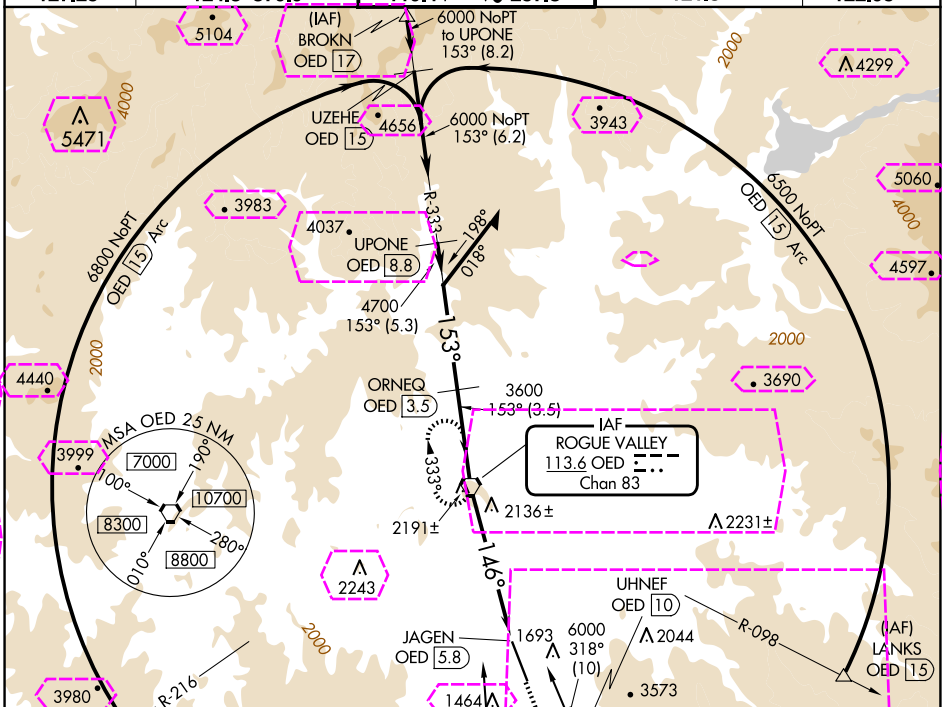 (IAF)
BROKN
OED 17
6000 NoPT
to UPONE
153° (8.2)
5104
2000
4299
4000
5471
UZEHE
OED 15
4656
6000 NoPT
153° (6.2)
3943
6500 NoPT
OED 15 Arc
5060
4000
3983
R-333
4037
UPONE
OED 8.8
198°
018°
6800 NoPT
OED 15 Arc
4597
4700
153° (5.3)
153°
2000
2000
4440
ORNEQ
OED 3.5
3600
153° (3.5)
3690
IAF
ROGUE VALLEY
113.6 OED
Chan 83
MSA OED 25 NM
3999
7000
190°
100°
10700
8300
280°
8800
010°
333°
2191±
2136±
2231±
146°
2243
UHNEF
OED 10
2000
JAGEN
OED 5.8
1693
6000
318°
(10)
2044
R-098
(IAF)
LANKS
OED 15
R-216
3980
1464
3573